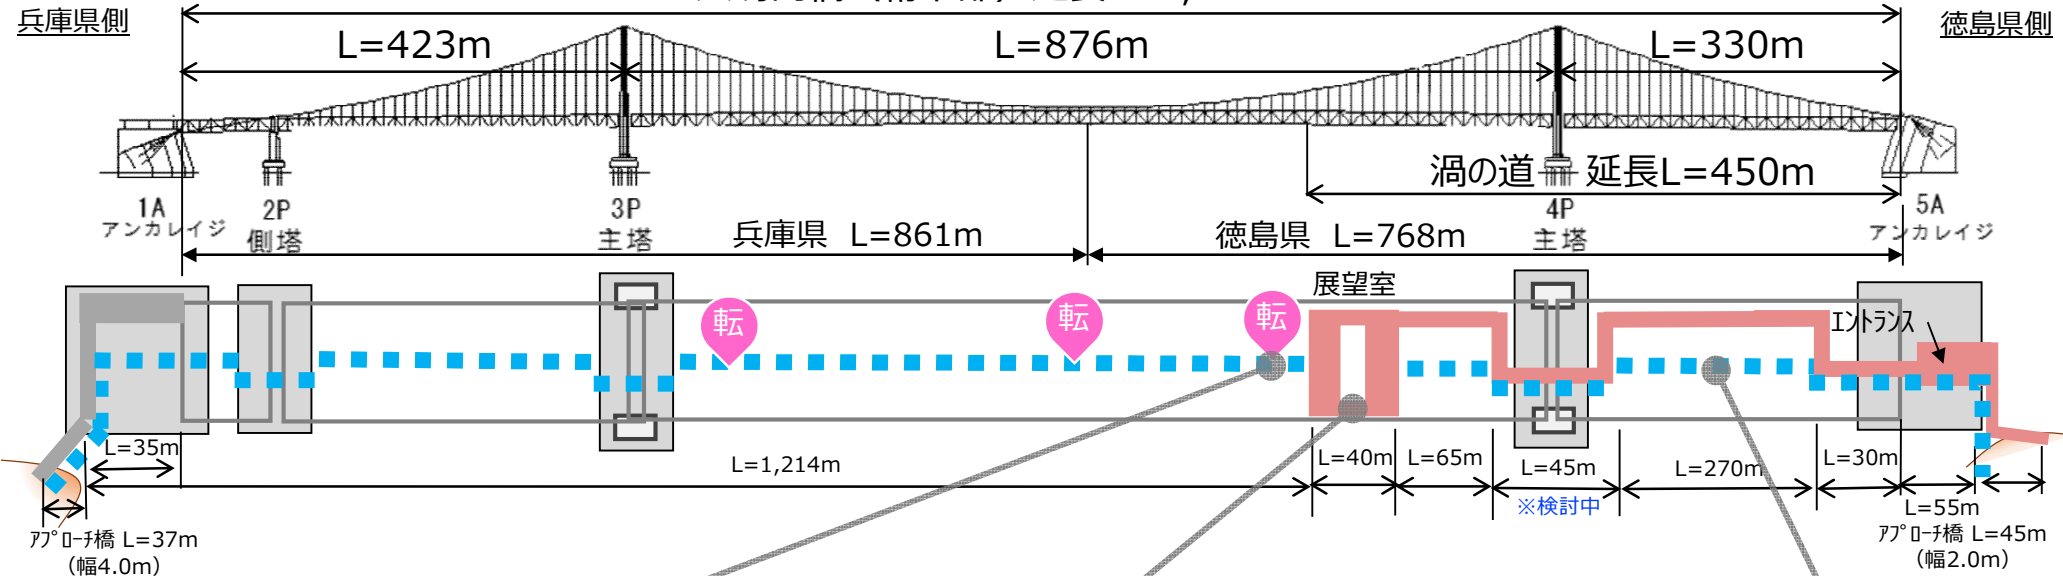 兵庫県側
徳島県側
L=423m
L=876m
L=330m
渦の道 延長L=450m
1A
アンカレイジ
2P
側塔
3P
主塔
4P
主塔
5A
アンカレイジ
兵庫県 L=861m
徳島県 L=768m
展望室
転
転
転
エントランス
L=35m
L=1,214m
L=40m
L=65m
L=45m
※検討中
L=270m
L=30m
L=55m
アプローチ橋 L=37m
（幅4.0m）
アプローチ橋 L=45m
（幅2.0m）